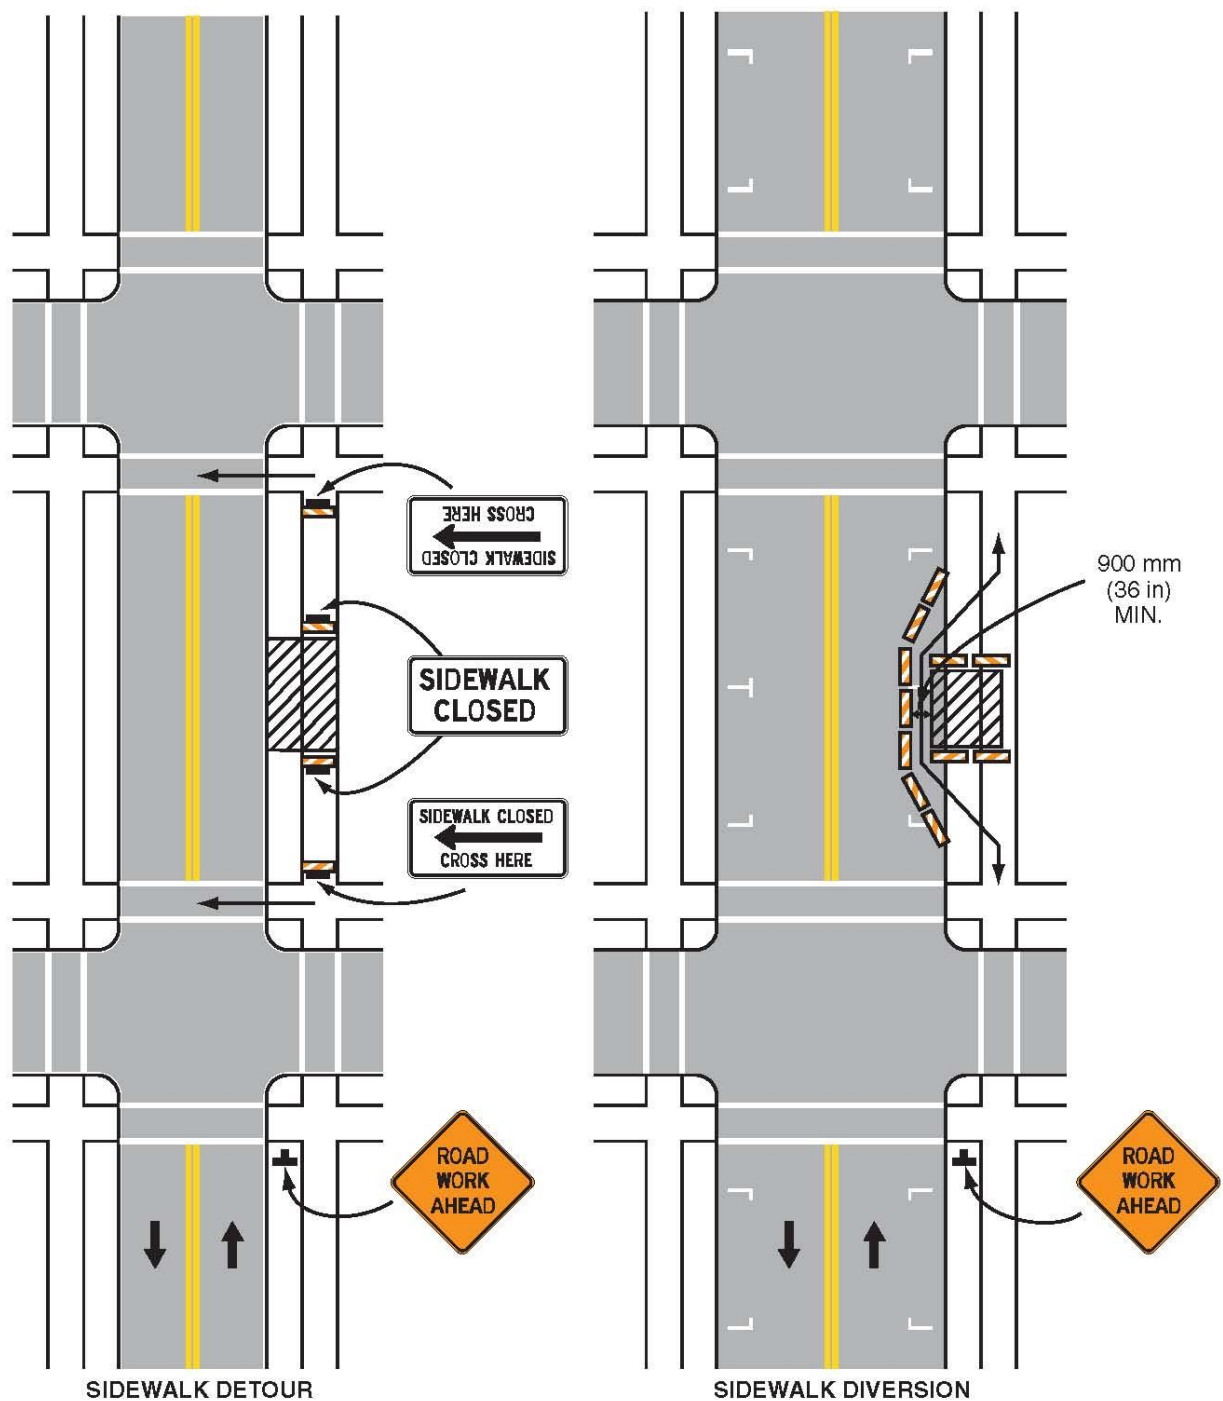 CROSS HERE
SIDEWALK CLOSED
900 mm
(36 in)
MIN.
SIDEWALK
CLOSED
SIDEWALK CLOSED
CROSS HERE
ROAD
WORK
AHEAD
ROAD
WORK
AHEAD
SIDEWALK DETOUR
SIDEWALK DIVERSION